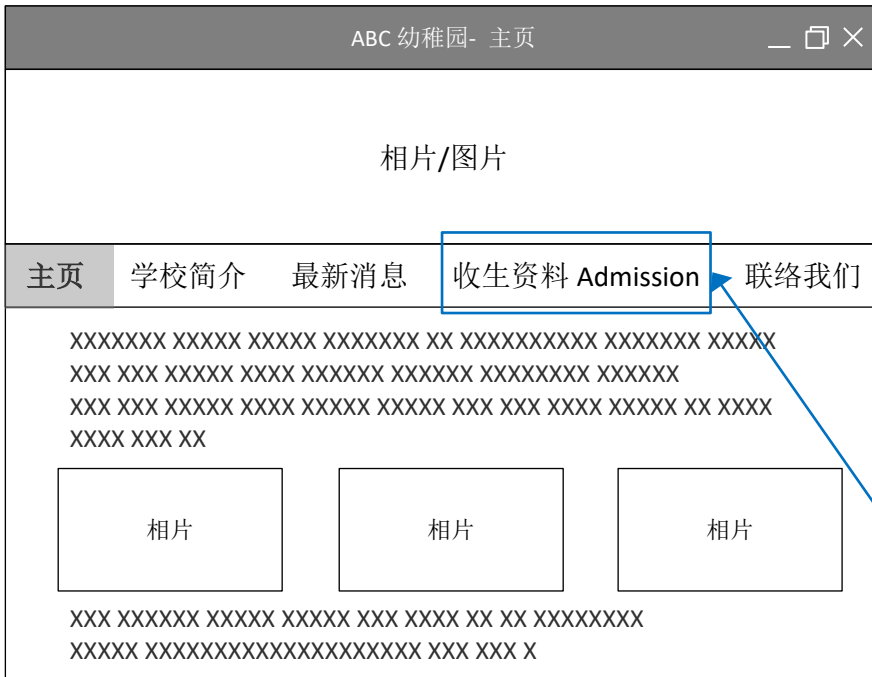 ABC 幼稚园- 主页
相片/图片
主页 学校简介 最新消息 收生资料 Admission 联络我们
XXXXXXX XXXXX XXXXX XXXXXXX XX XXXXXXXXXX XXXXXXX XXXXX
XXX XXX XXXXX XXXX XXXXXX XXXXXX XXXXXXXX XXXXXX
XXX XXX XXXXX XXXX XXXXX XXXXX XXX XXX XXXX XXXXX XX XXXX
XXXX XXX XX
相片 相片 相片
XXX XXXXXX XXXXX XXXXX XXX XXXX XX XX XXXXXXXX
XXXXX XXXXXXXXXXXXXXXXXXXX XXX XXX X